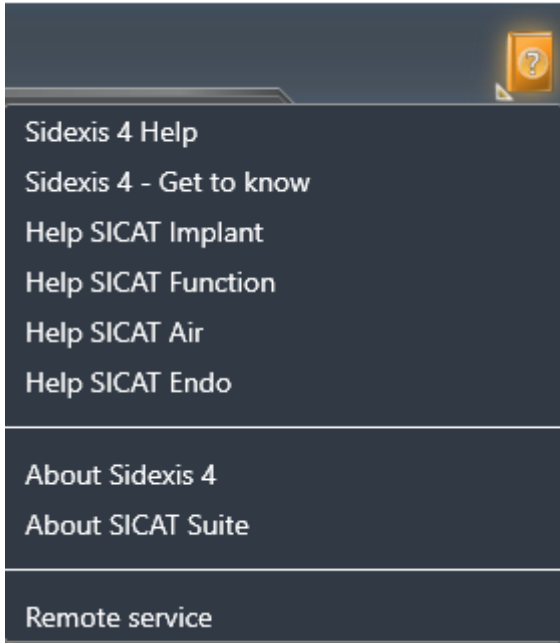 ?
Sidexis 4 Help
Sidexis 4 - Get to know
Help SICAT Implant
Help SICAT Function
Help SICAT Air
Help SICAT Endo
About Sidexis 4
About SICAT Suite
Remote service